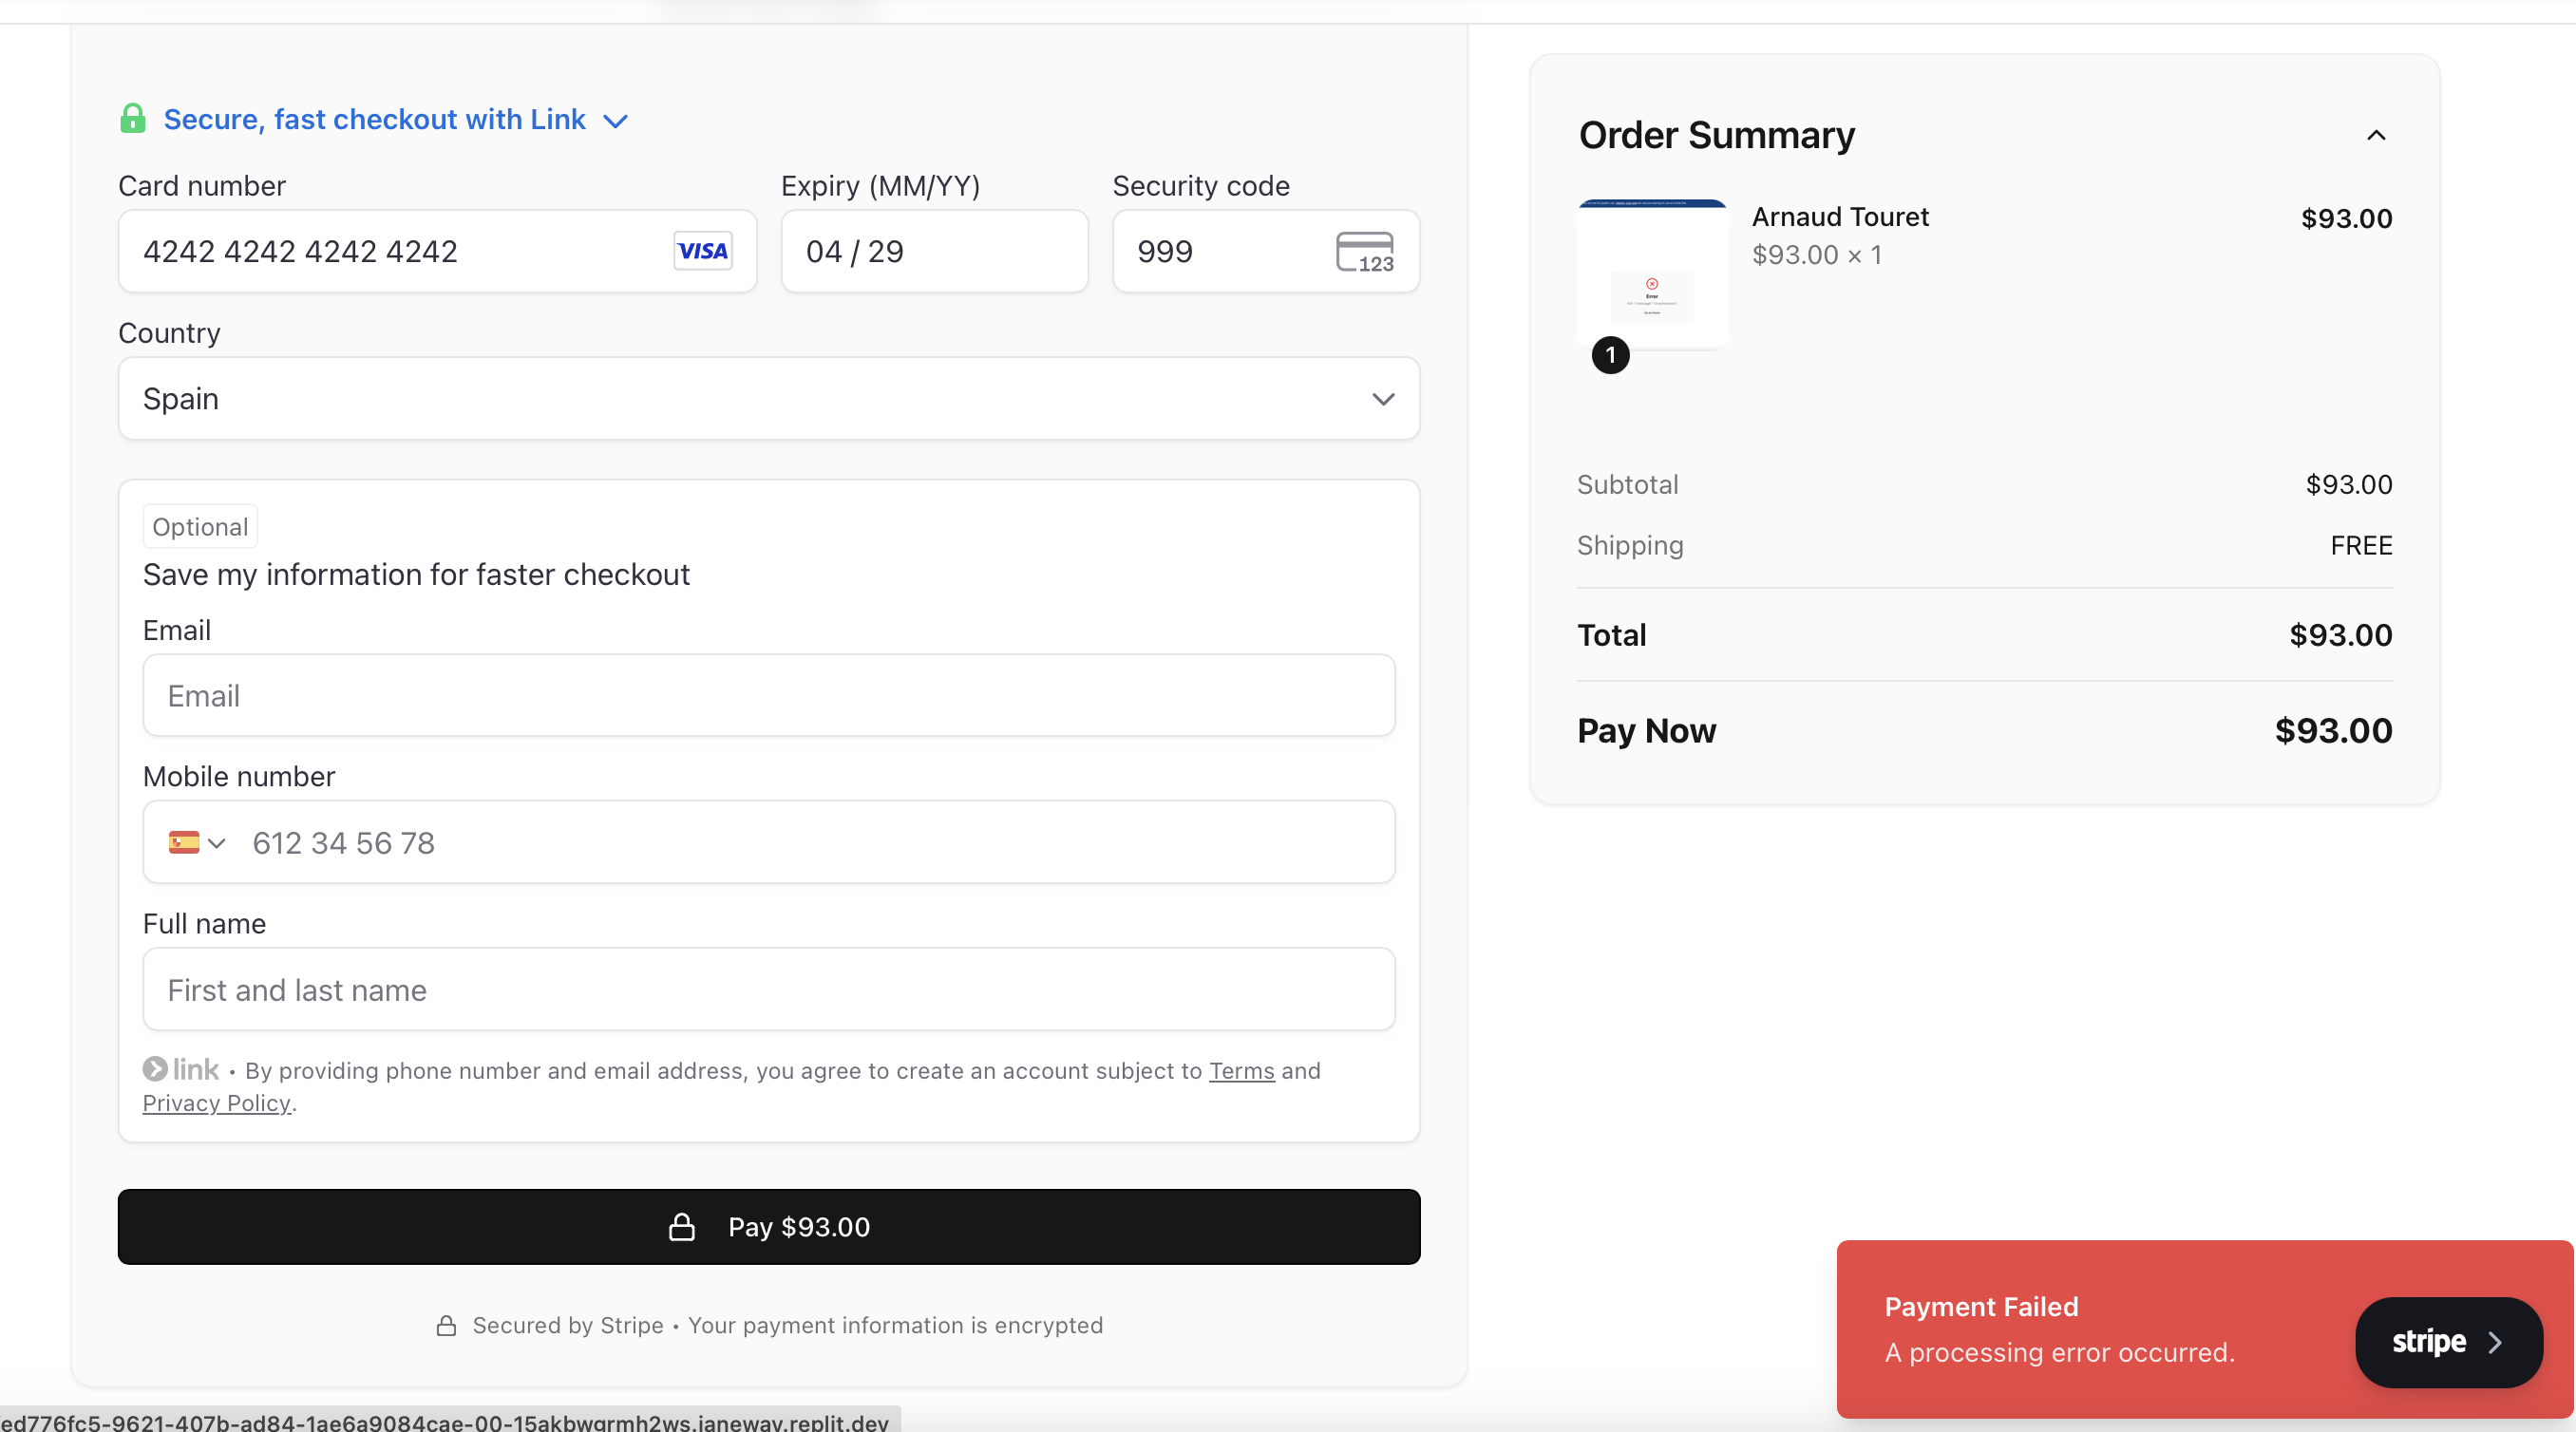 Secure, fast checkout with Link
Card number
4242 4242 4242 4242
VISA
Expiry (MM/YY)
04 / 29
Security code
999
123
Country
Spain
Optional
Save my information for faster checkout
Email
Email
Mobile number
612 34 56 78
Full name
First and last name
link • By providing phone number and email address, you agree to create an account subject to Terms and
Privacy Policy.
Pay $93.00
Secured by Stripe • Your payment information is encrypted
Order Summary
Error
1
Arnaud Touret
$93.00 × 1
$93.00
Subtotal $93.00
Shipping FREE
Total $93.00
Pay Now $93.00
Payment Failed
A processing error occurred.
stripe
ed776fc5-9621-407b-ad84-1ae6a9084cae-00-15akbwgrmh2ws.janeway.replit.dev